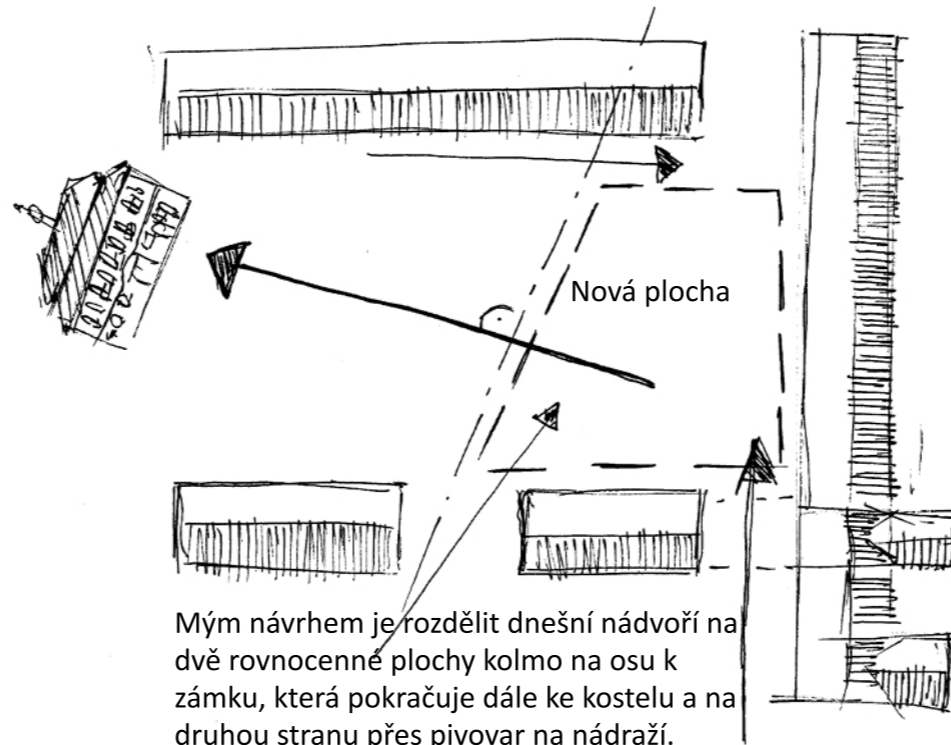 Nová plocha
Mým návrhem je rozdělit dnešní nádvoří na
dvě rovnocenné plochy kolmo na osu k
zámku, která pokračuje dále ke kostelu a na
druhou stranu přes pivovar na nádraží.